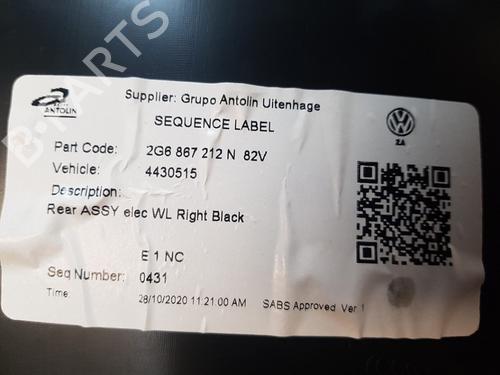 B-PARTS
ANTOLIN
Supplier: Grupo Antolin Uitenhage
SEQUENCE LABEL
ZA
Part Code: 2G6 867 212 N 82V
Vehicle: 4430515
Description:
Rear ASSY elec WL Right Black
E 1 NC
Seq Number: 0431
Time: 28/10/2020 11:21:00 AM SABS Approved Ver 1